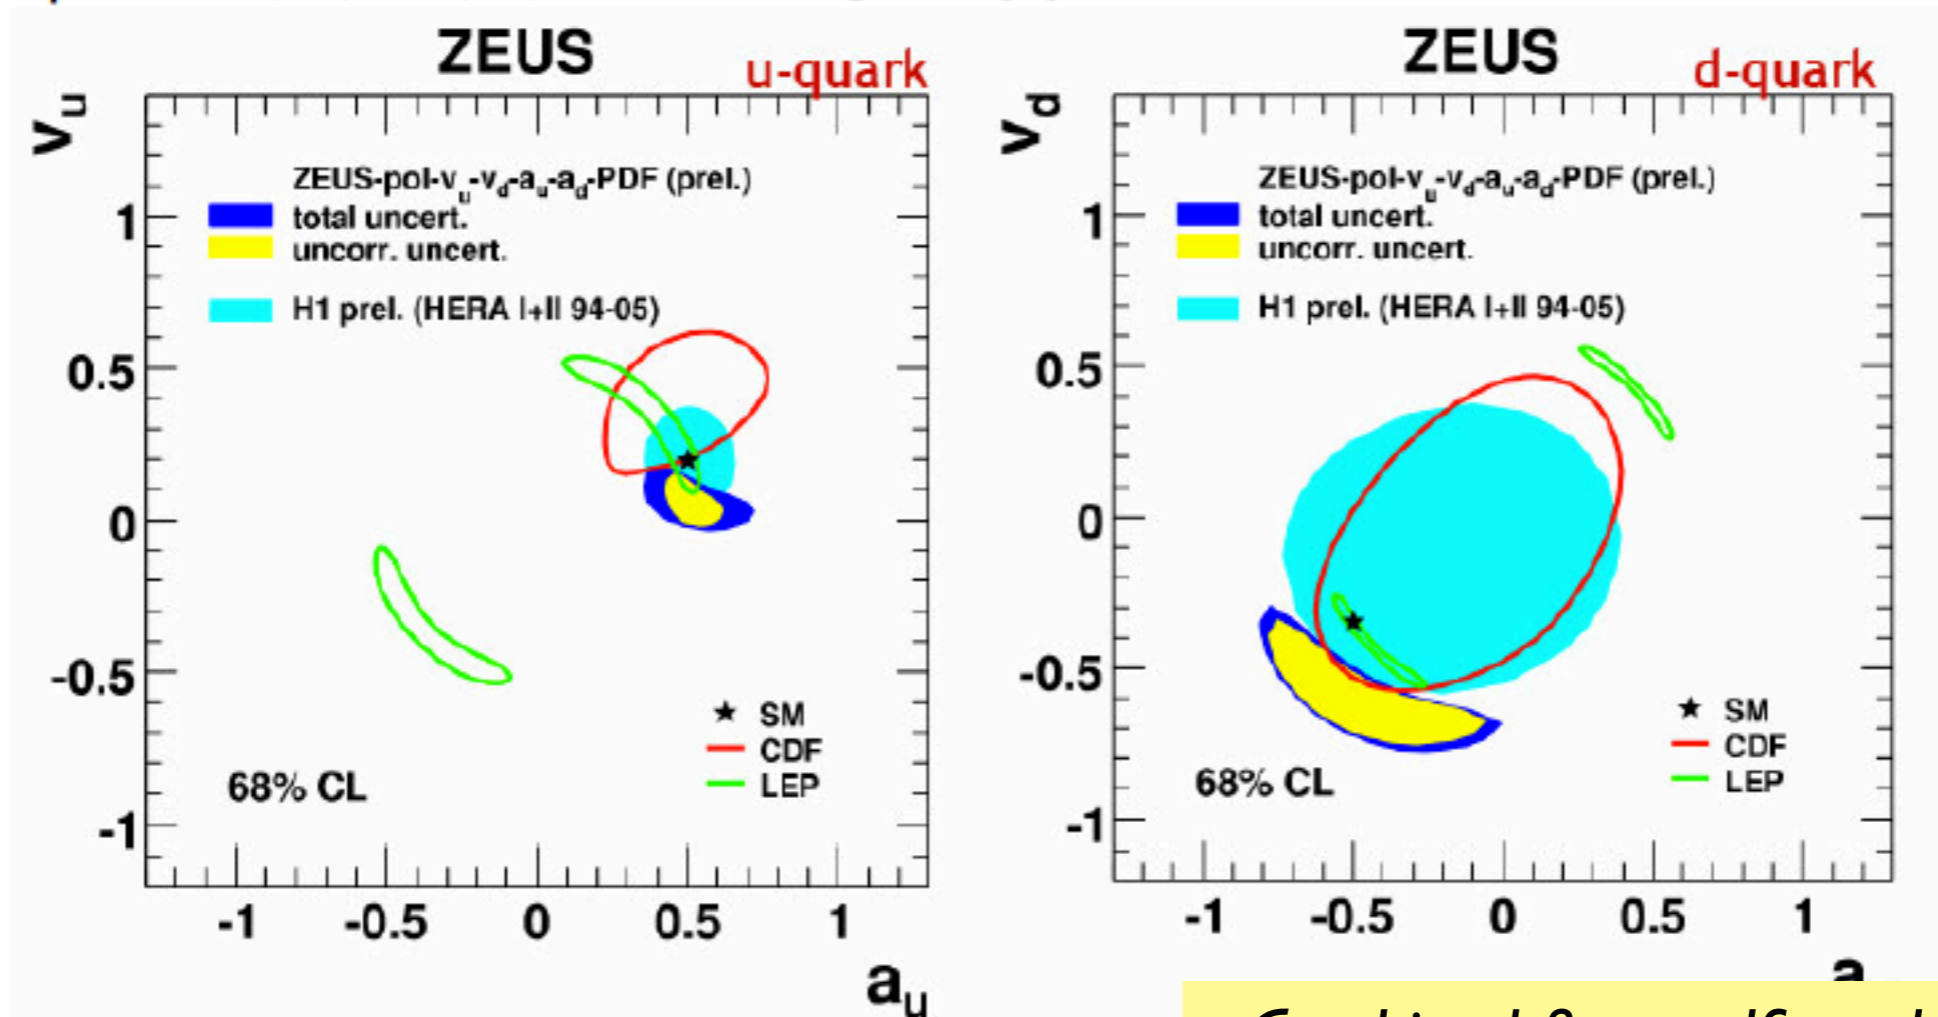 ZEUS
u-quark
v_u
ZEUS-pol-v_u-v_d-a_u-a_d-PDF (prel.)
total uncert.
uncorr. uncert.
H1 prel. (HERA I+II 94-05)
1
0.5
0
-0.5
-1
SM
CDF
LEP
68% CL
-1 -0.5 0 0.5 1
a_u
ZEUS
d-quark
v_d
ZEUS-pol-v_u-v_d-a_u-a_d-PDF (prel.)
total uncert.
uncorr. uncert.
H1 prel. (HERA I+II 94-05)
1
0.5
0
-0.5
-1
SM
CDF
LEP
68% CL
-1 -0.5 0 0.5 1
a